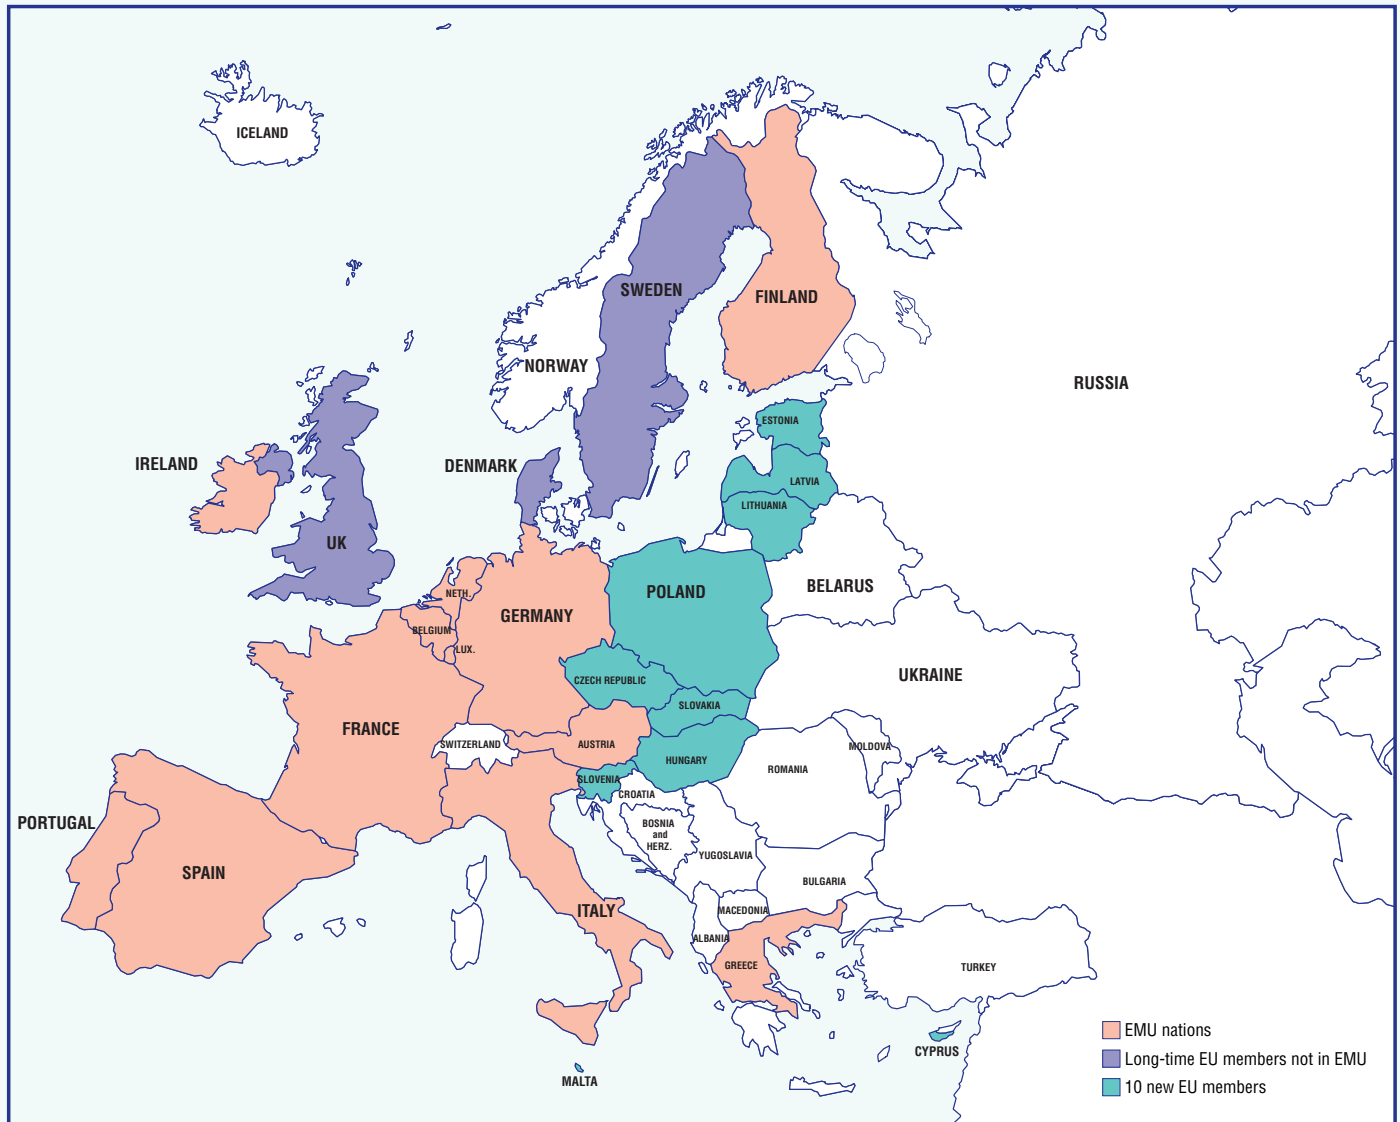 ICELAND
SWEDEN
FINLAND
NORWAY
RUSSIA
ESTONIA
IRELAND
DENMARK
LATVIA
LITHUANIA
UK
BELARUS
POLAND
NETH.
GERMANY
BELGIUM
LUX.
UKRAINE
CZECH REPUBLIC
SLOVAKIA
FRANCE
SWITZERLAND
AUSTRIA
MOLDOVA
HUNGARY
ROMANIA
SLOVENIA
CROATIA
PORTUGAL
BOSNIA
and
HERZ.
YUGOSLAVIA
SPAIN
BULGARIA
ITALY
MACEDONIA
ALBANIA
GREECE
TURKEY
CYPRUS
MALTA
EMU nations
Long-time EU members not in EMU
10 new EU members